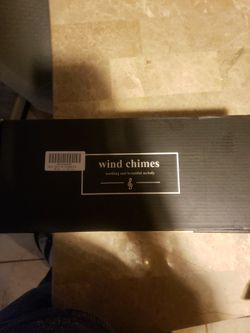 wind chimes
soothing and beautiful melody